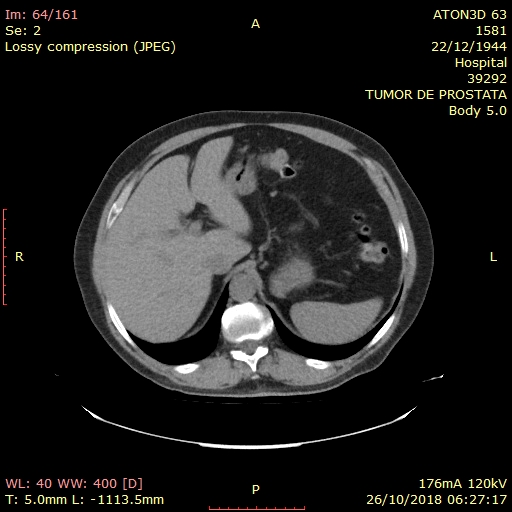 Im: 64/161
Se: 2
Lossy compression (JPEG)
A
ATON3D 63
1581
22/12/1944
Hospital
39292
TUMOR DE PROSTATA
Body 5.0
R
L
WL: 40 WW: 400 [D]
T: 5.0mm L: -1113.5mm
P
176mA 120kV
26/10/2018 06:27:17